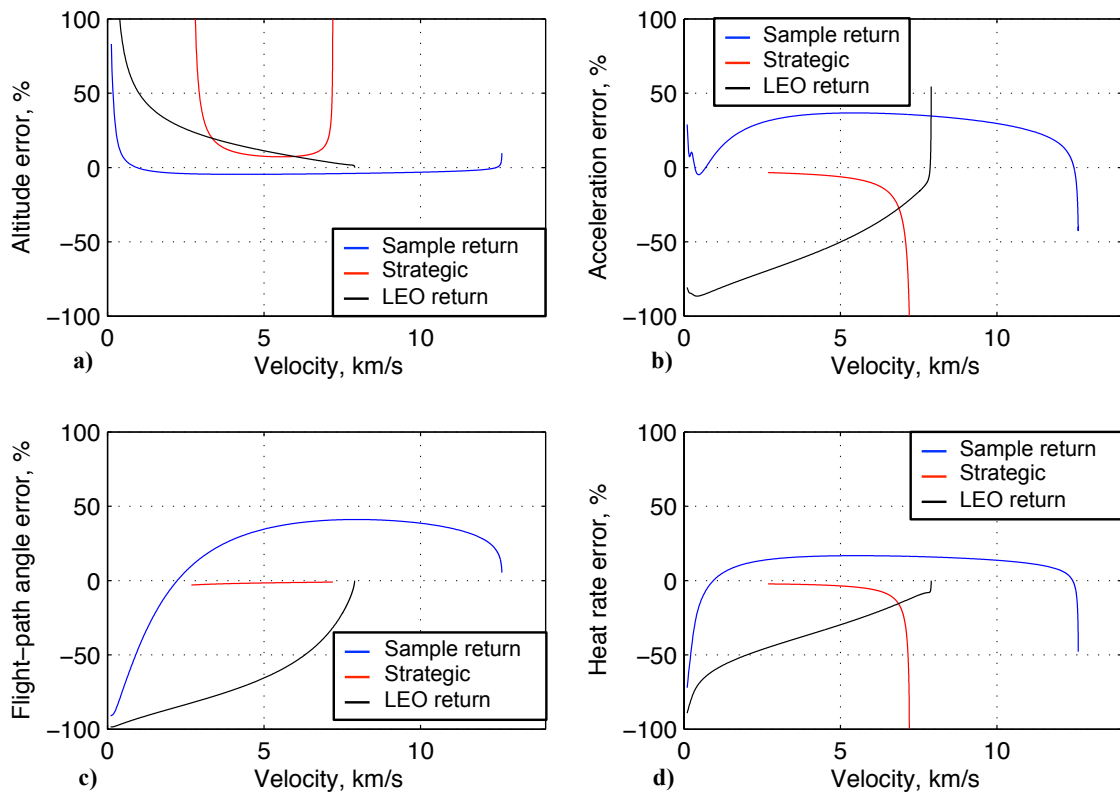 100
50
0
−50
−100
0
5
10
Altitude error, %
Velocity, km/s
Sample return
Strategic
LEO return
a)
100
50
0
−50
−100
0
5
10
Acceleration error, %
Velocity, km/s
Sample return
Strategic
LEO return
b)
100
50
0
−50
−100
0
5
10
Flight−path angle error, %
Velocity, km/s
Sample return
Strategic
LEO return
c)
100
50
0
−50
−100
0
5
10
Heat rate error, %
Velocity, km/s
Sample return
Strategic
LEO return
d)